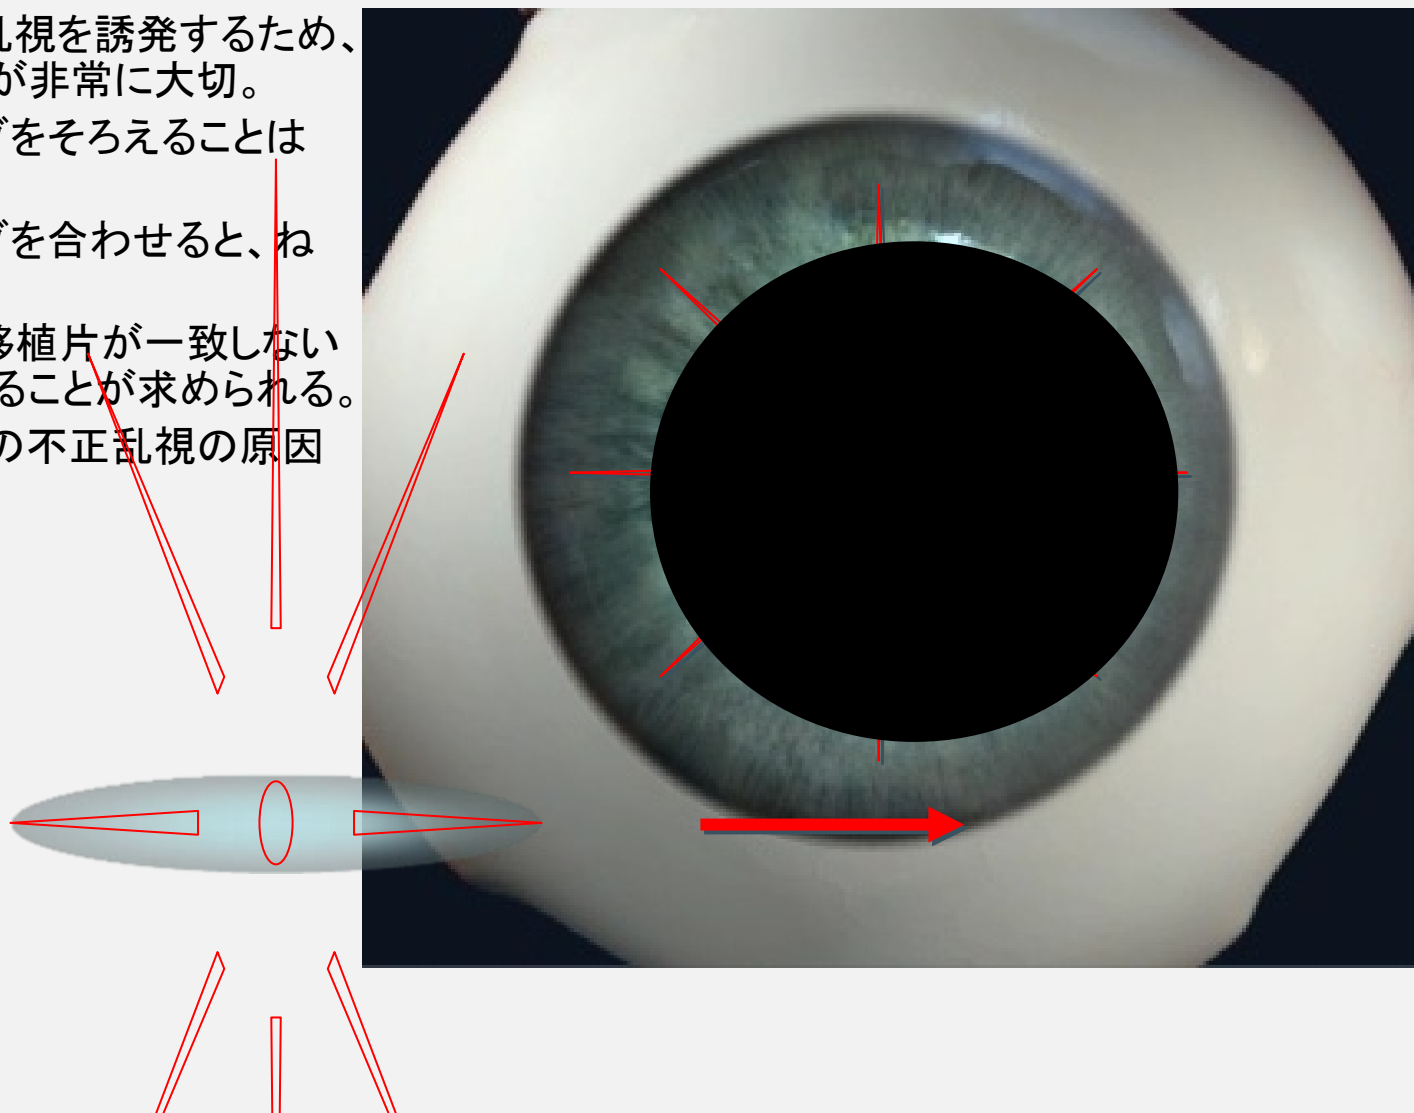 視を誘発するため、
が非常に大切。
をそろえることは
を合わせると、ね
植片が一致しない
ることが求められる。
の不正乱視の原因